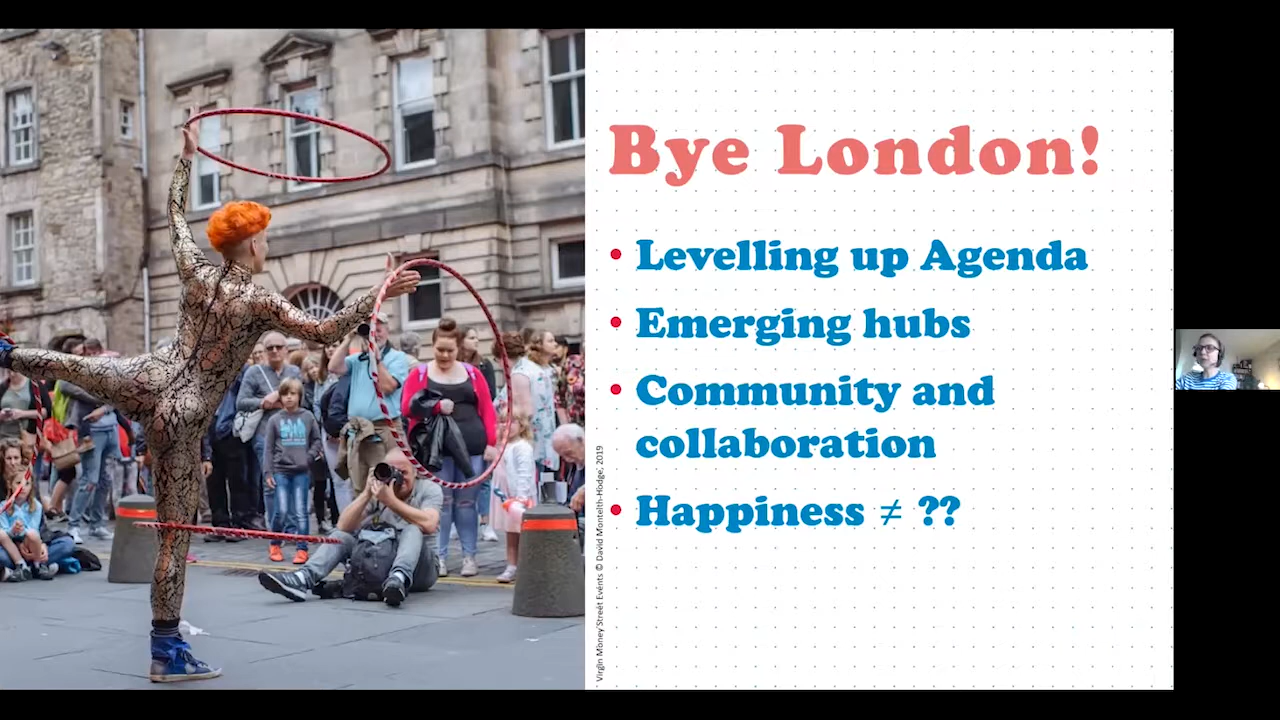 Bye London!
• Levelling up Agenda
• Emerging hubs
• Community and
collaboration
• Happiness ≠ ??
Virgin Money Street Events © David Monteith-Hodge, 2019